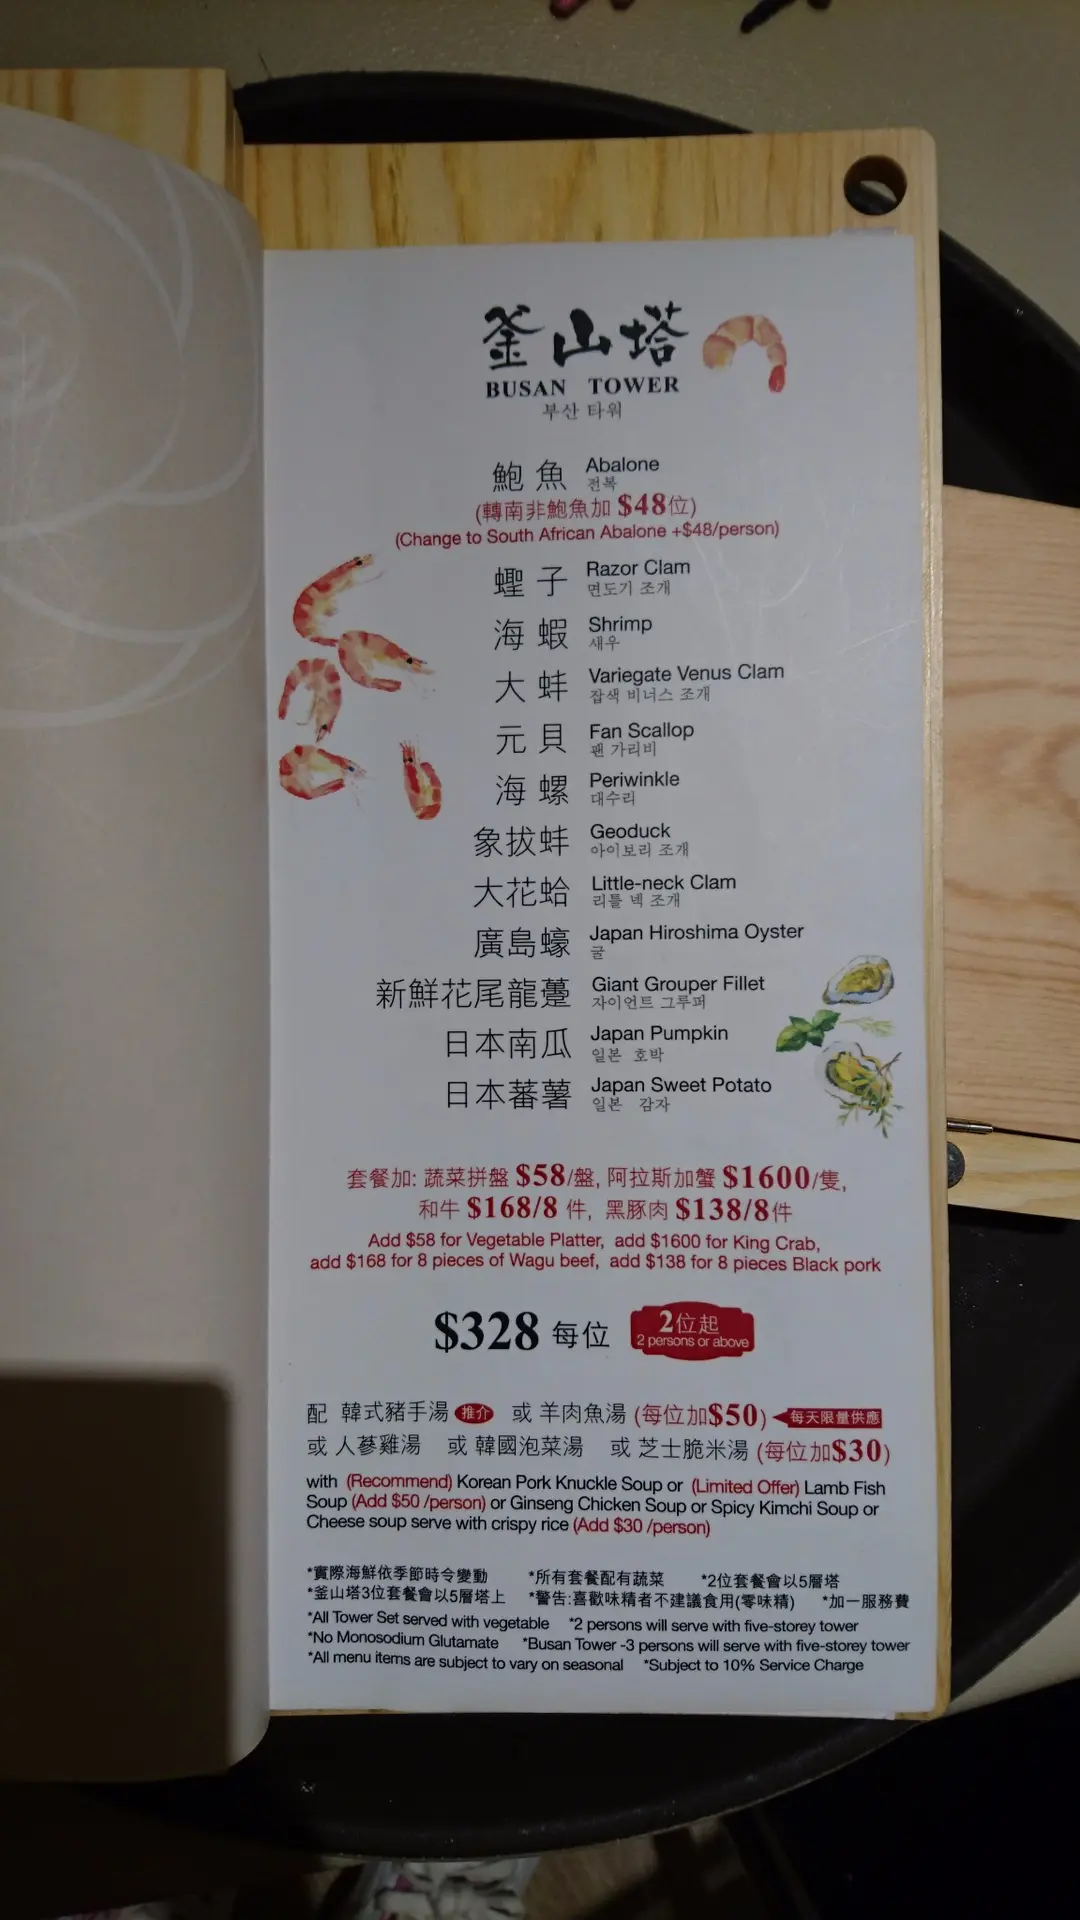 釜山塔
BUSAN TOWER
부산 타워
鮑魚 Abalone
전복
(轉南非鮑魚加 $48位)
(Change to South African Abalone +$48/person)
蟶子 Razor Clam
면도기 조개
海蝦 Shrimp
새우
大蚌 Variegate Venus Clam
잡색 비너스 조개
元貝 Fan Scallop
팬 가리비
海螺 Periwinkle
대수리
象拔蚌 Geoduck
아이보리 조개
大花蛤 Little-neck Clam
리틀 넥 조개
廣島蠔 Japan Hiroshima Oyster
굴
新鮮花尾龍躉 Giant Grouper Fillet
자이언트 그루퍼
日本南瓜 Japan Pumpkin
일본 호박
日本蕃薯 Japan Sweet Potato
일본 감자
套餐加: 蔬菜拼盤 $58/盤, 阿拉斯加蟹 $1600/隻,
和牛 $168/8 件, 黑豚肉 $138/8件
Add $58 for Vegetable Platter, add $1600 for King Crab,
add $168 for 8 pieces of Wagu beef, add $138 for 8 pieces Black pork
$328 每位 2位起
2 persons or above
配 韓式豬手湯 推介 或 羊肉魚湯 (每位加$50) 每天限量供應
或 人蔘雞湯 或 韓國泡菜湯 或 芝士脆米湯 (每位加$30)
with (Recommend) Korean Pork Knuckle Soup or (Limited Offer) Lamb Fish
Soup (Add $50 /person) or Ginseng Chicken Soup or Spicy Kimchi Soup or
Cheese soup serve with crispy rice (Add $30 /person)
*實際海鮮依季節時令變動 *所有套餐配有蔬菜 *2位套餐會以5層塔
*釜山塔3位套餐會以5層塔上 *警告:喜歡味精者不建議食用(零味精) *加一服務費
*All Tower Set served with vegetable *2 persons will serve with five-storey tower
*No Monosodium Glutamate *Busan Tower -3 persons will serve with five-storey tower
*All menu items are subject to vary on seasonal *Subject to 10% Service Charge